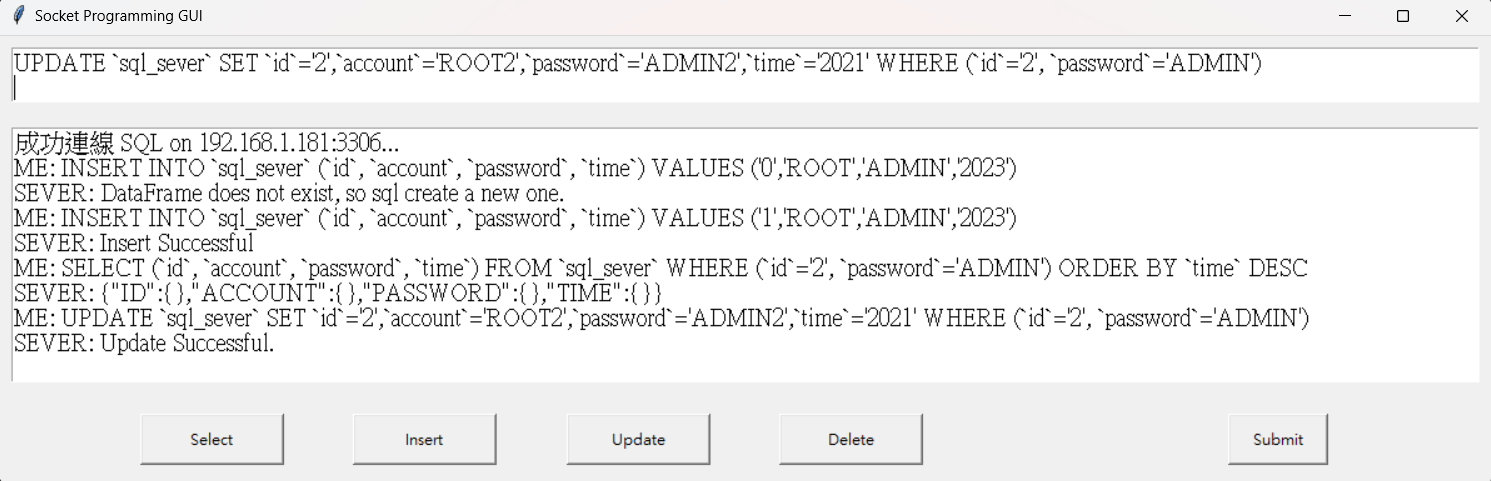 Socket Programming GUI
UPDATE `sql_sever` SET `id`='2',`account`='ROOT2',`password`='ADMIN2',`time`='2021' WHERE (`id`='2', `password`='ADMIN')
成功連線 SQL on 192.168.1.181:3306...
ME: INSERT INTO `sql_sever` (`id`, `account`, `password`, `time`) VALUES ('0','ROOT','ADMIN','2023')
SEVER: DataFrame does not exist, so sql create a new one.
ME: INSERT INTO `sql_sever` (`id`, `account`, `password`, `time`) VALUES ('1','ROOT','ADMIN','2023')
SEVER: Insert Successful
ME: SELECT (`id`, `account`, `password`, `time`) FROM `sql_sever` WHERE (`id`='2', `password`='ADMIN') ORDER BY `time` DESC
SEVER: {"ID":{},"ACCOUNT":{},"PASSWORD":{},"TIME":{}}
ME: UPDATE `sql_sever` SET `id`='2',`account`='ROOT2',`password`='ADMIN2',`time`='2021' WHERE (`id`='2', `password`='ADMIN')
SEVER: Update Successful.
Select Insert Update Delete Submit